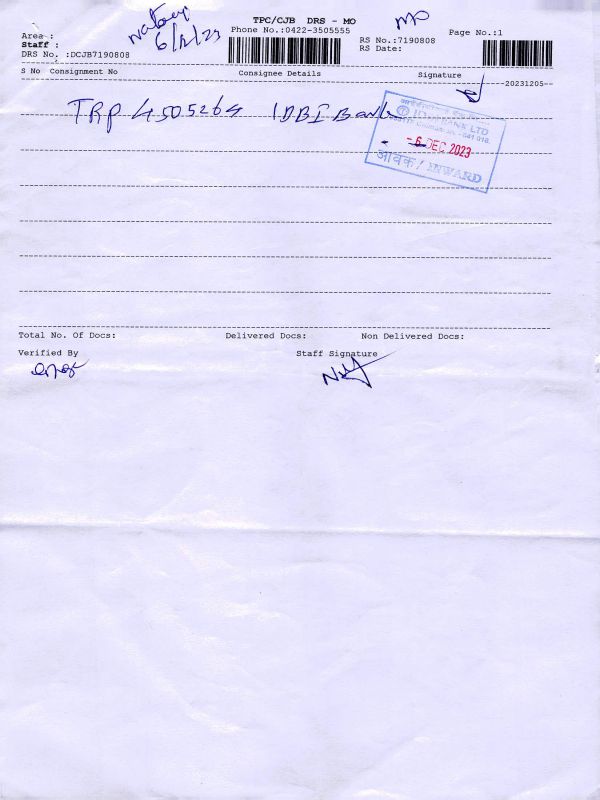 TPC/CJB DRS - MO
MP
Area :
Phone No.:0422-3505555
Page No.:1
Staff :
6/12/23
RS No.:7190808
DRS No. :DCJB7190808
RS Date:
S No Consignment No Consignee Details Signature
20231205
TRP 4505264 IDBI Bank
BANK LTD
- 6 DEC 2023
आवक / INWARD
Total No. Of Docs: Delivered Docs: Non Delivered Docs:
Verified By Staff Signature